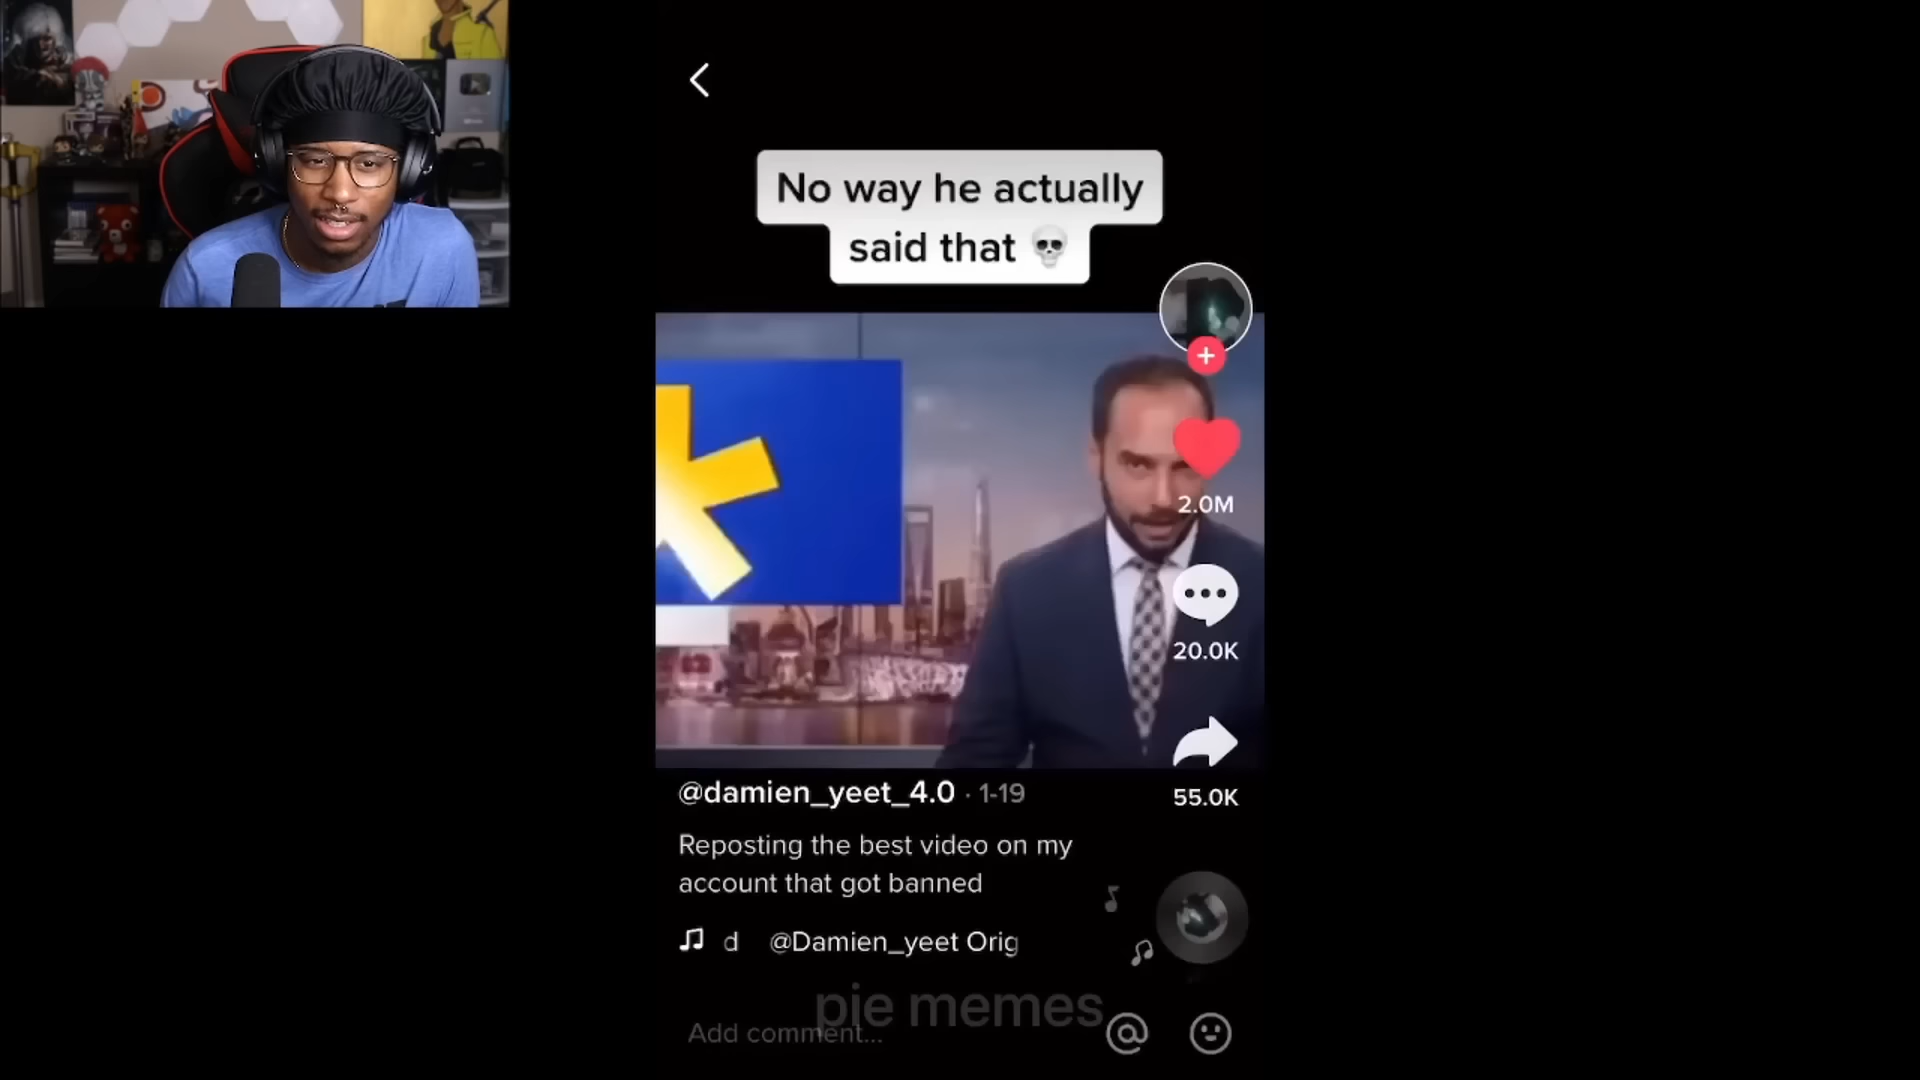 No way he actually
said that 💀
2.0M
20.0K
55.0K
@damien_yeet_4.0 · 1-19
Reposting the best video on my
account that got banned
d @Damien_yeet Orig
pie memes
Add comment...